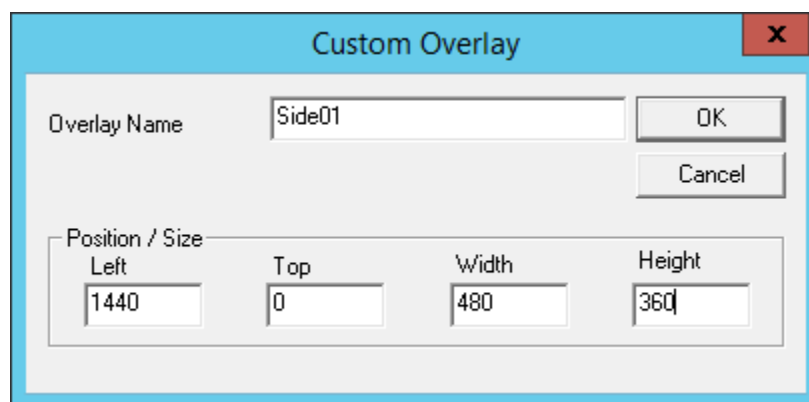 Custom Overlay
x
Overlay Name Side01 OK
Cancel
Position / Size
Left Top Width Height
1440 0 480 360